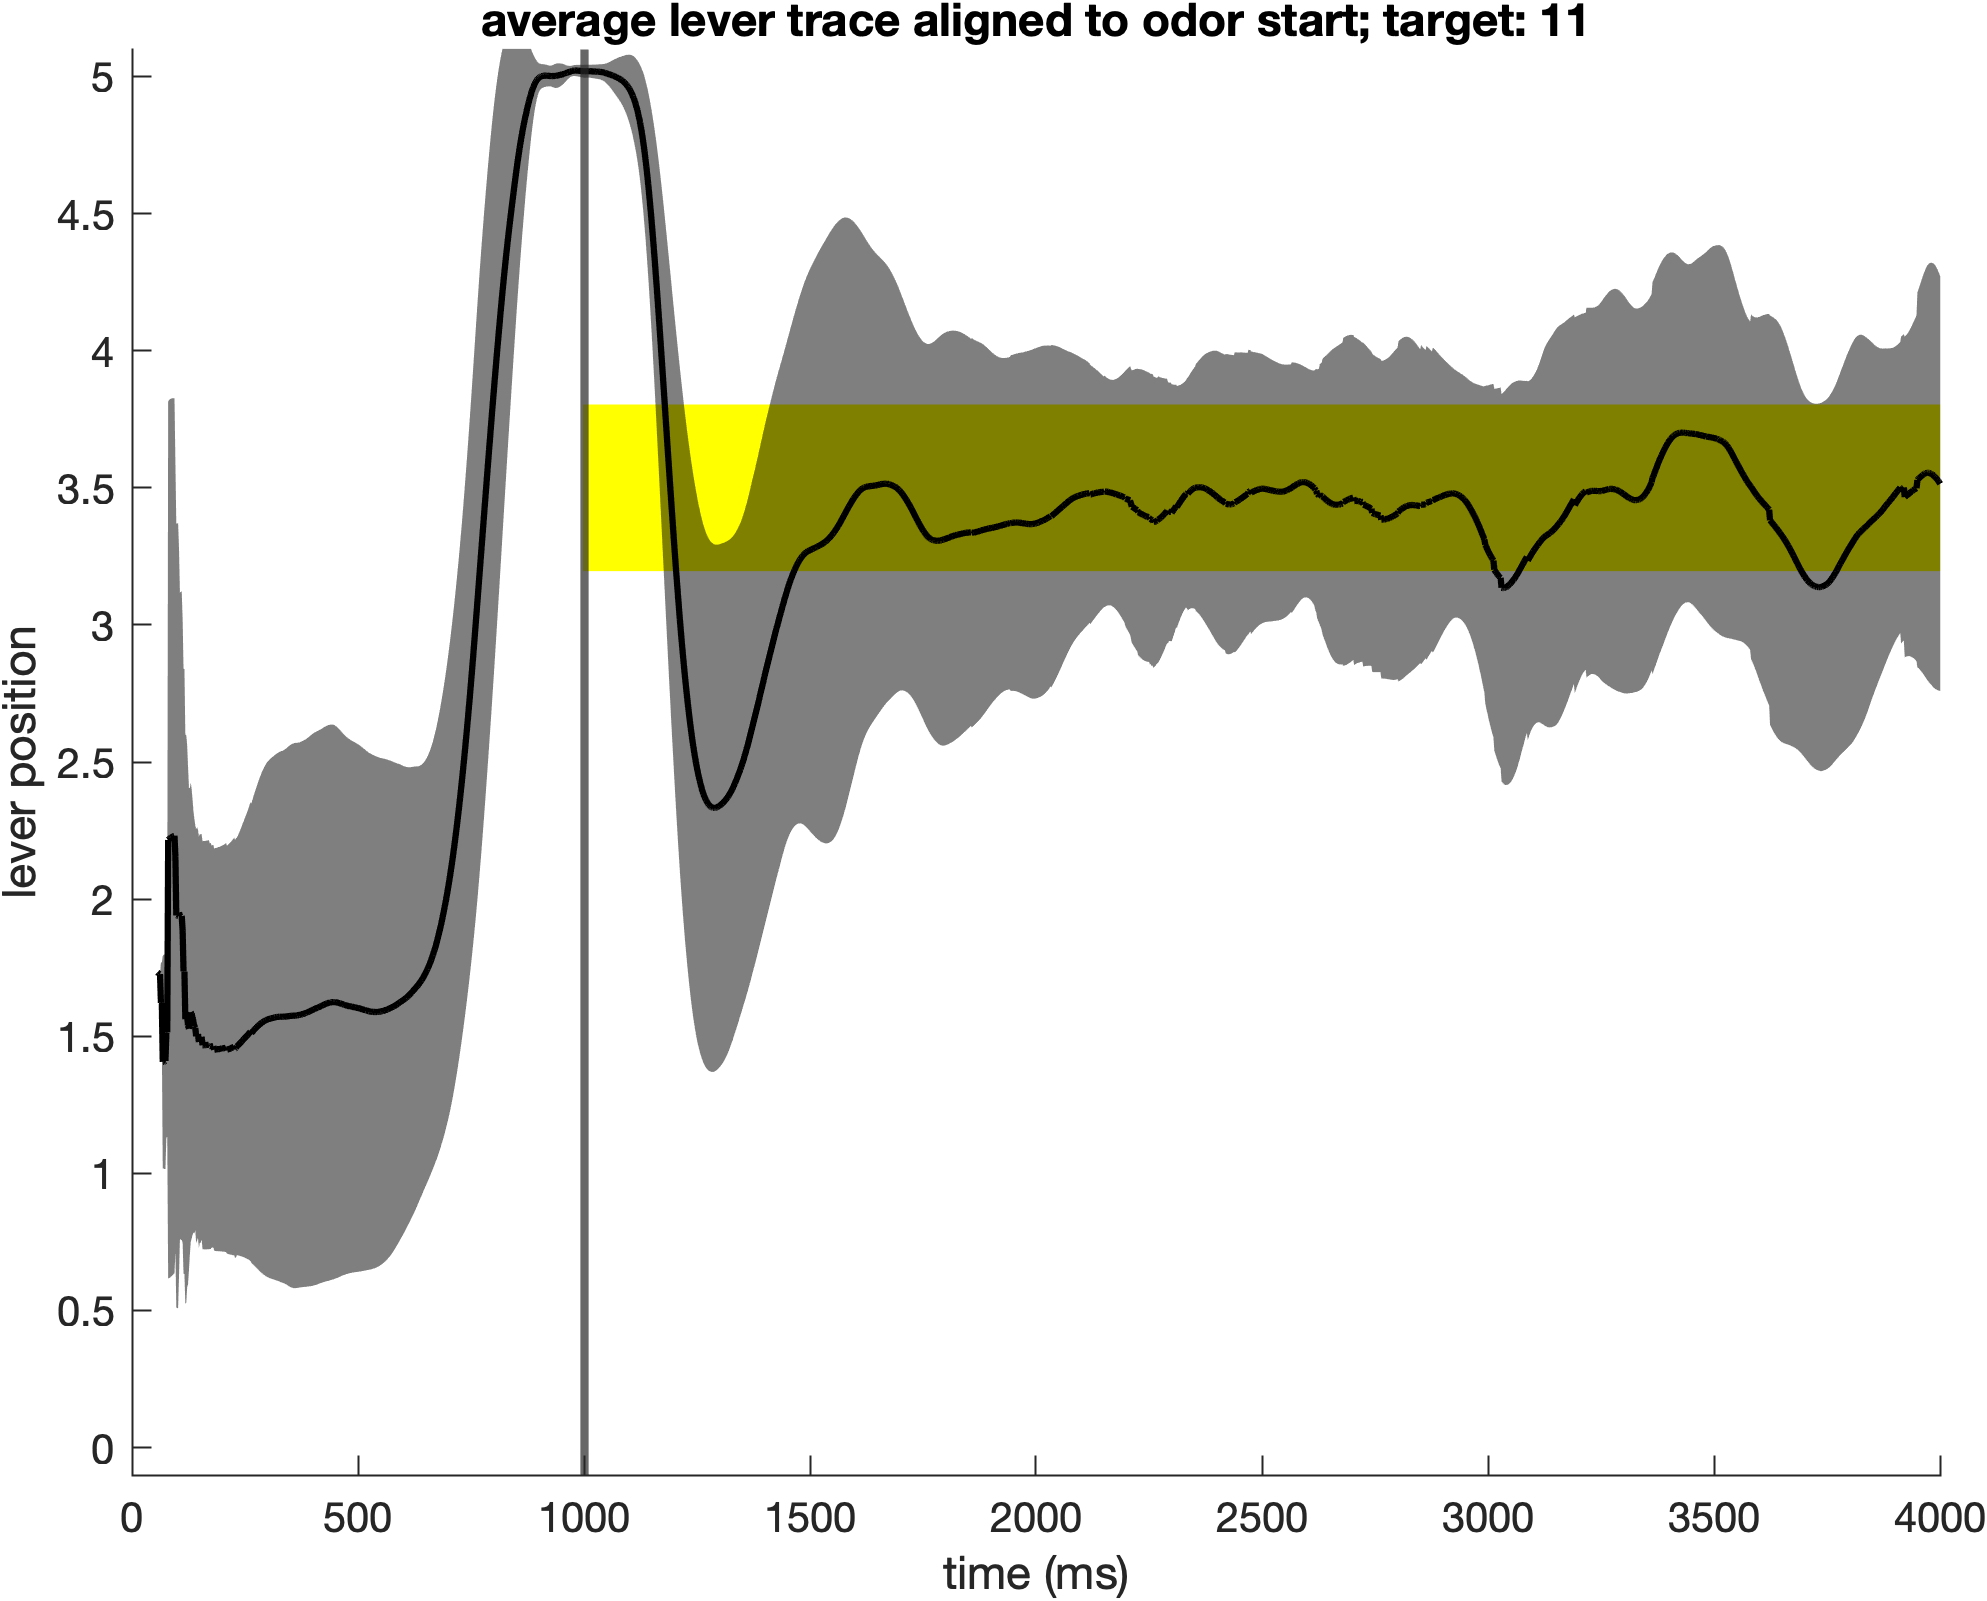 average lever trace aligned to odor start; target: 11
5
4.5
4
3.5
3
2.5
2
1.5
1
0.5
0
lever position
0 500 1000 1500 2000 2500 3000 3500 4000
time (ms)